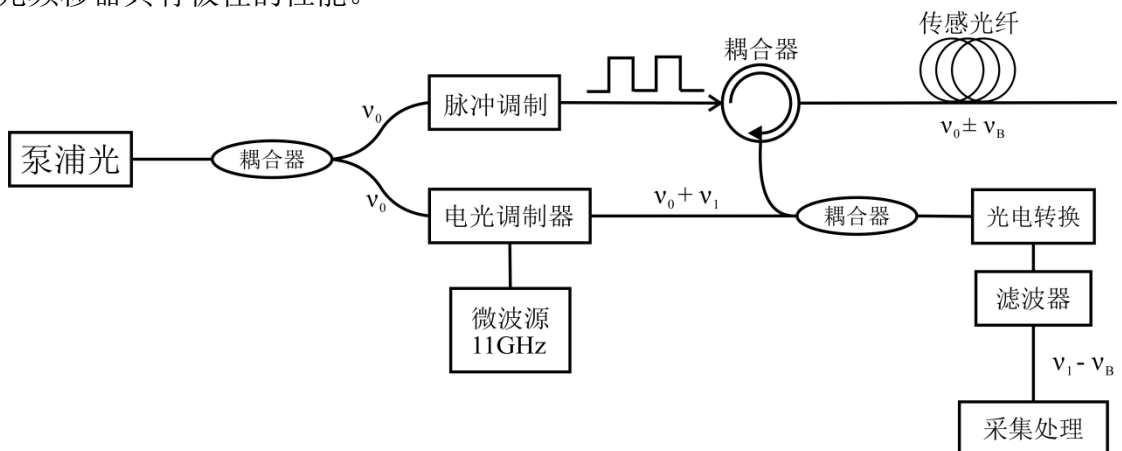 光频移器具有极性的性能。
传感光纤
耦合器
脉冲调制
ν₀
ν₀± νB
泵浦光
耦合器
ν₀
电光调制器
ν₀+ ν₁
耦合器
光电转换
微波源
11GHz
滤波器
ν₁- νB
采集处理